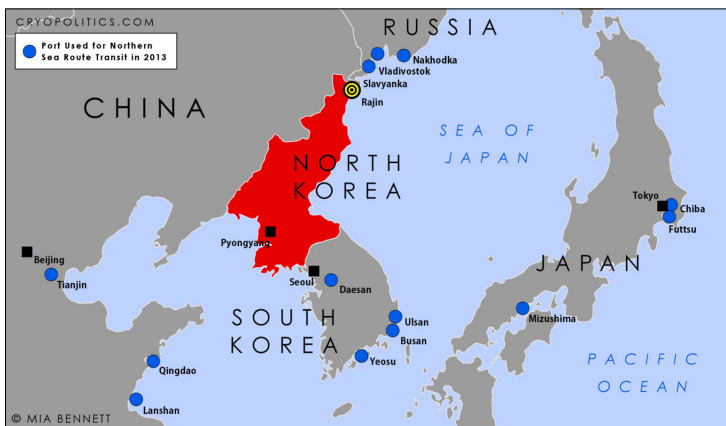 CRYOPOLITICS.COM
Port Used for Northern
Sea Route Transit in 2013
RUSSIA
Nakhodka
Vladivostok
Slavyanka
Rajin
CHINA
SEA OF
JAPAN
NORTH
KOREA
Tokyo
Chiba
Futtsu
Pyongyang
Beijing
Tianjin
Seoul
Daesan
JAPAN
SOUTH
KOREA
Ulsan
Busan
Mizushima
Yeosu
Qingdao
PACIFIC
OCEAN
Lanshan
© MIA BENNETT